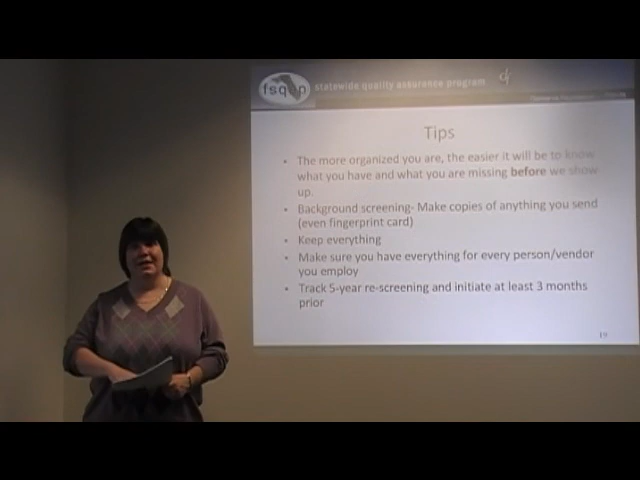 fsqap statewide quality assurance program
Tips
• The more organized you are, the easier it will be to know
what you have and what you are missing before we show
up.
• Background screening- Make copies of anything you send
(even fingerprint card)
• Keep everything
• Make sure you have everything for every person/vendor
you employ
• Track 5-year re-screening and initiate at least 3 months
prior
19